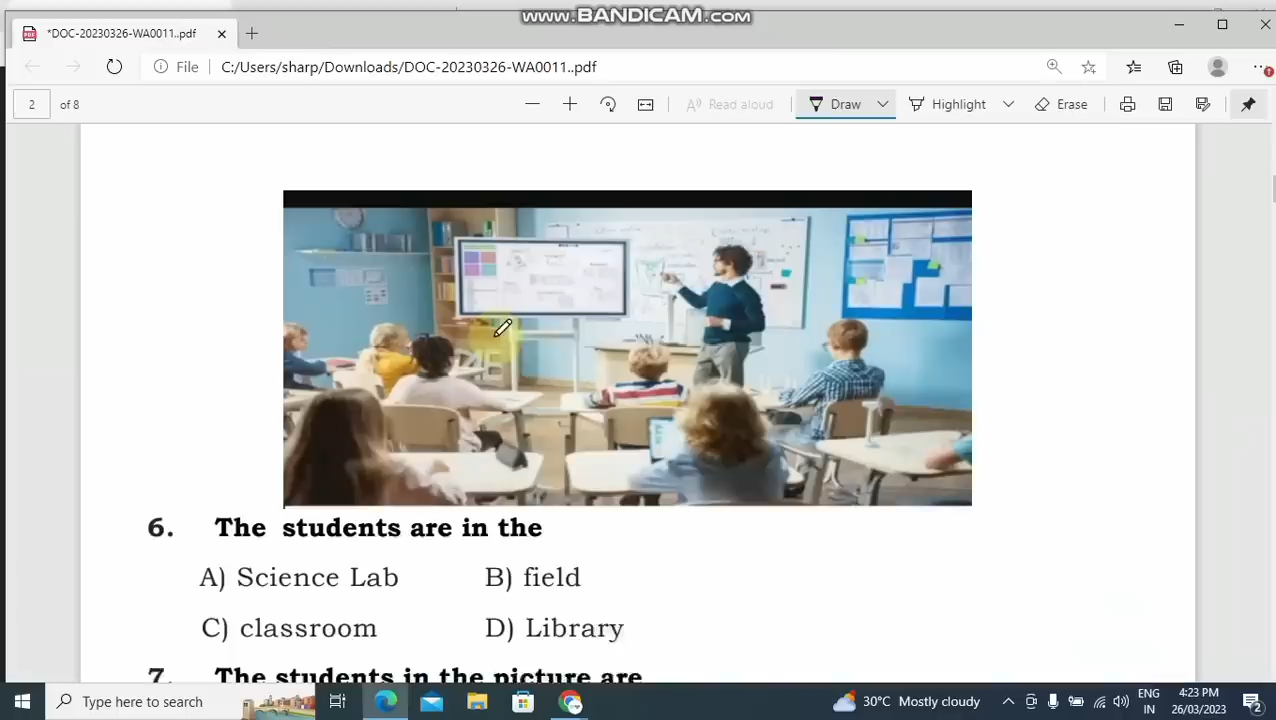 www.BANDICAM.com
*DOC-20230326-WA0011..pdf
File
C:/Users/sharp/Downloads/DOC-20230326-WA0011..pdf
2
of 8
Read aloud
Draw
Highlight
Erase
6. The students are in the
A) Science Lab B) field
C) classroom D) Library
7. The students in the picture are
Type here to search
30°C Mostly cloudy
ENG
IN
4:23 PM
26/03/2023
2